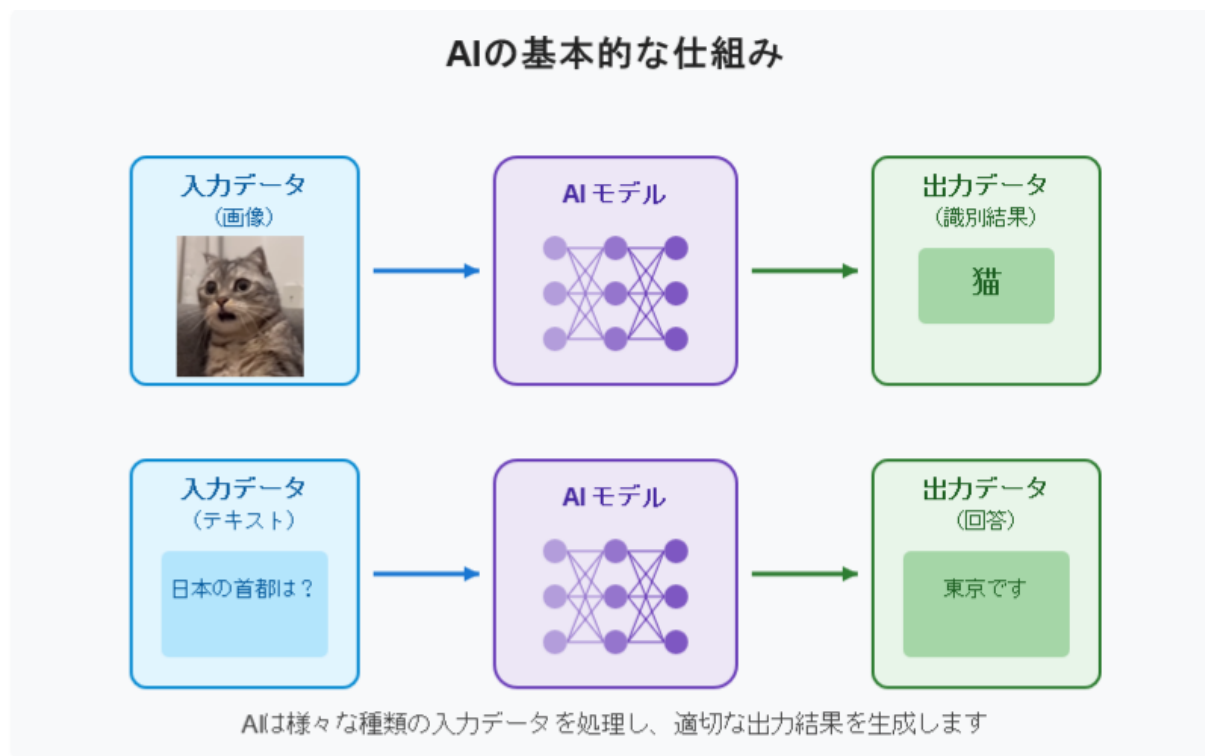 AIの基本的な仕組み
入力データ
（画像）
AI モデル
出力データ
（識別結果）
猫
入力データ
（テキスト）
日本の首都は？
AI モデル
出力データ
（回答）
東京です
AIは様々な種類の入力データを処理し、適切な出力結果を生成します